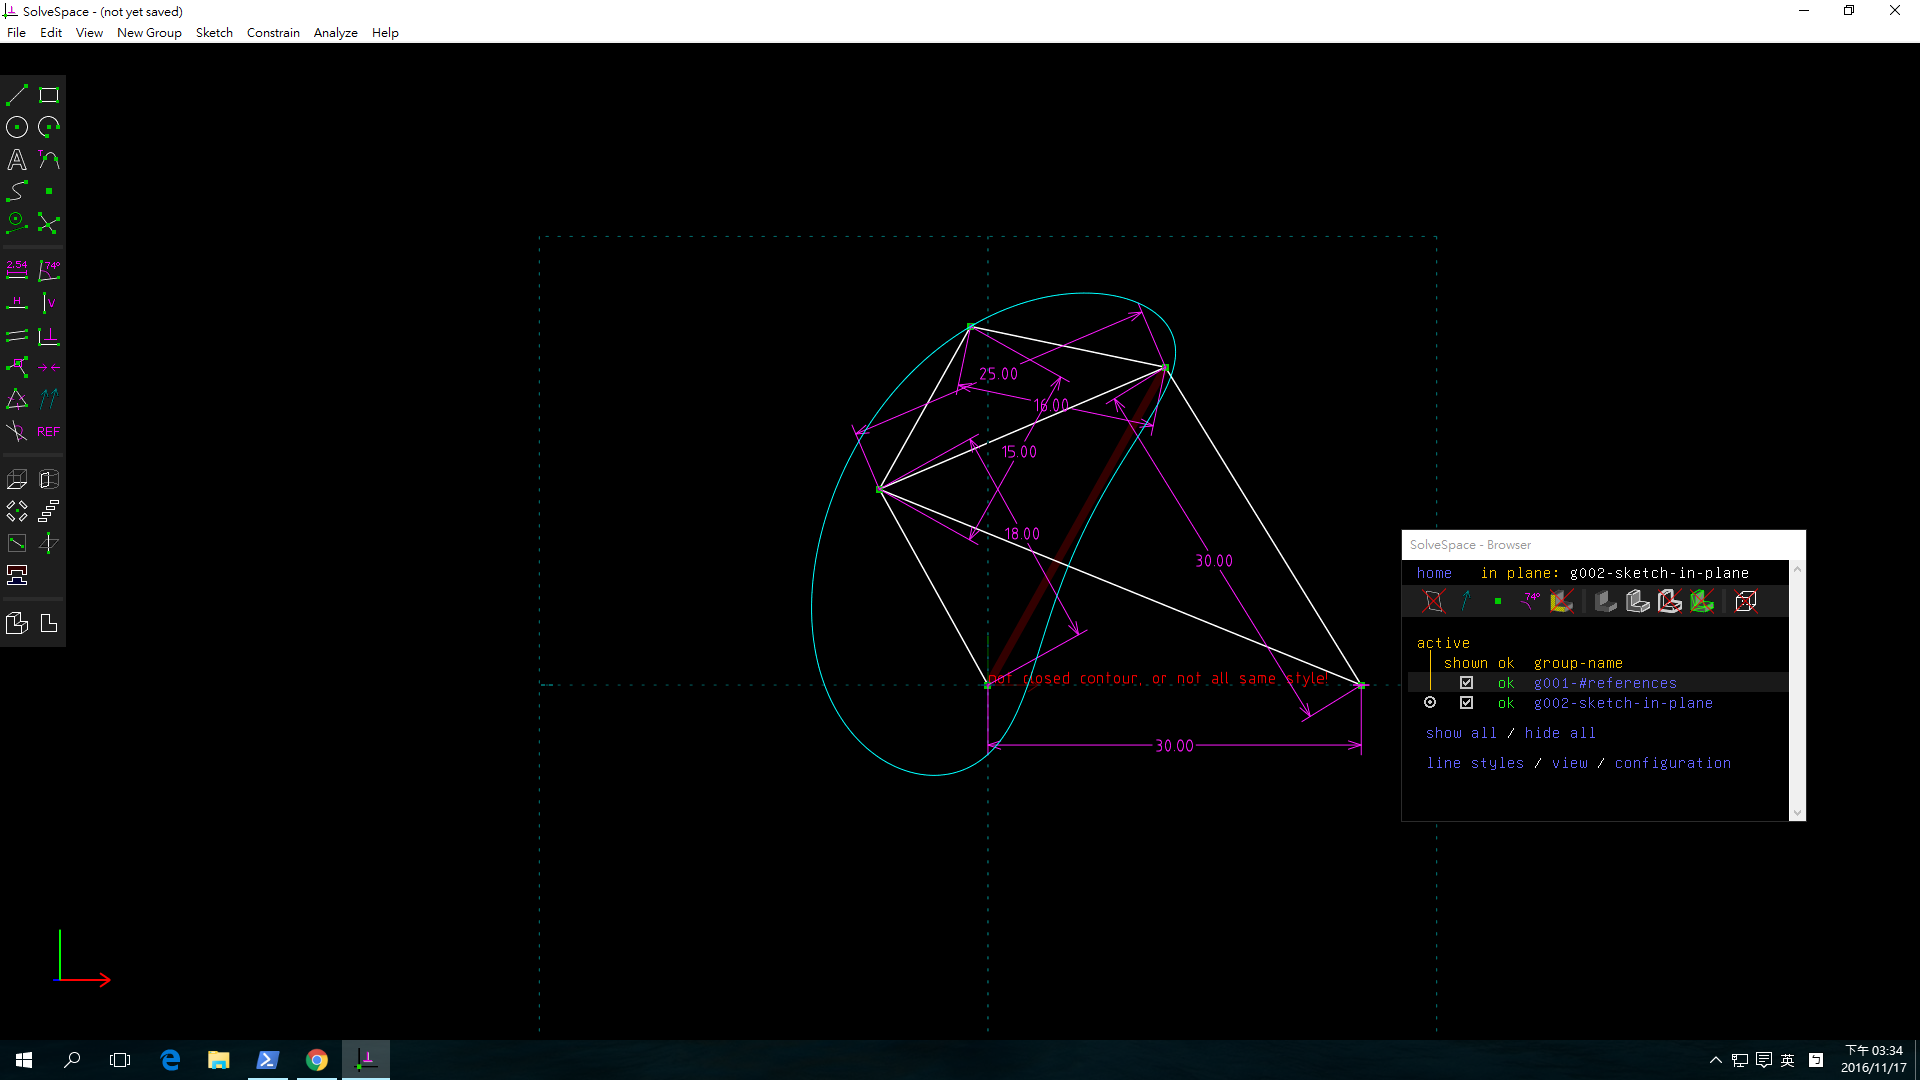 SolveSpace - (not yet saved)
File Edit View New Group Sketch Constrain Analyze Help
2.54 74°
H V
REF
25.00
16.00
15.00
18.00
30.00
not closed contour, or not all same style!
30.00
SolveSpace - Browser
home in plane: g002-sketch-in-plane
74°
active
shown ok group-name
ok g001-#references
ok g002-sketch-in-plane
show all / hide all
line styles / view / configuration
英
下午 03:34
2016/11/17